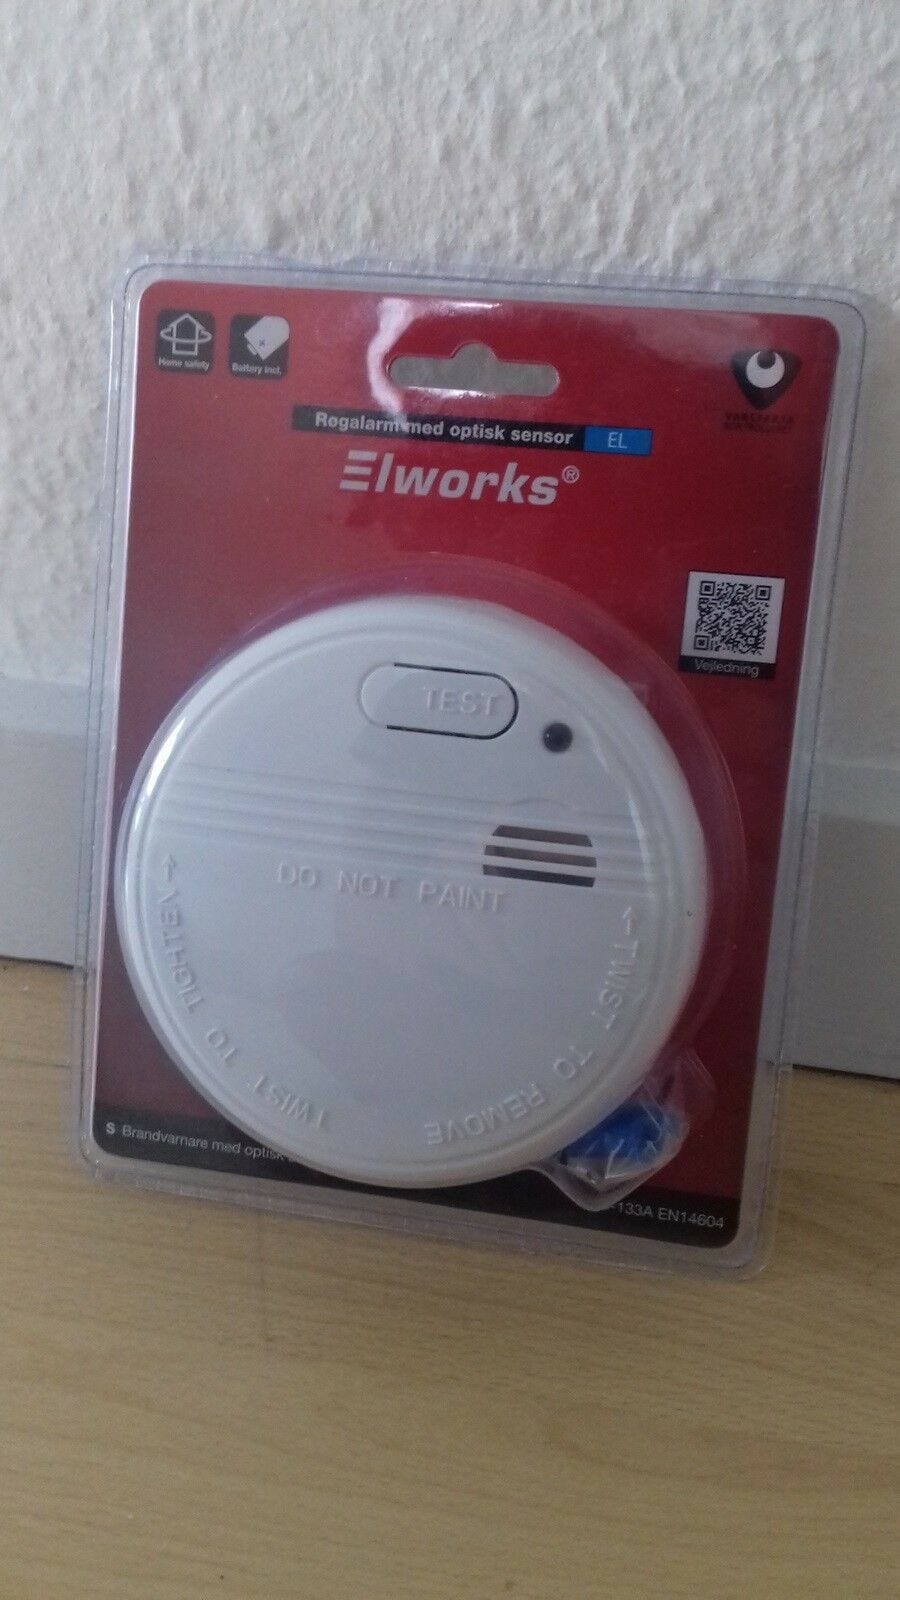 Home safety
Battery incl.
Røgalarm med optisk sensor EL
Elworks®
Vejledning
TEST
DO NOT PAINT
TWIST TO TIGHTEN →
←TWIST TO REMOVE
S Brandvarnare med optisk
-133A EN14604